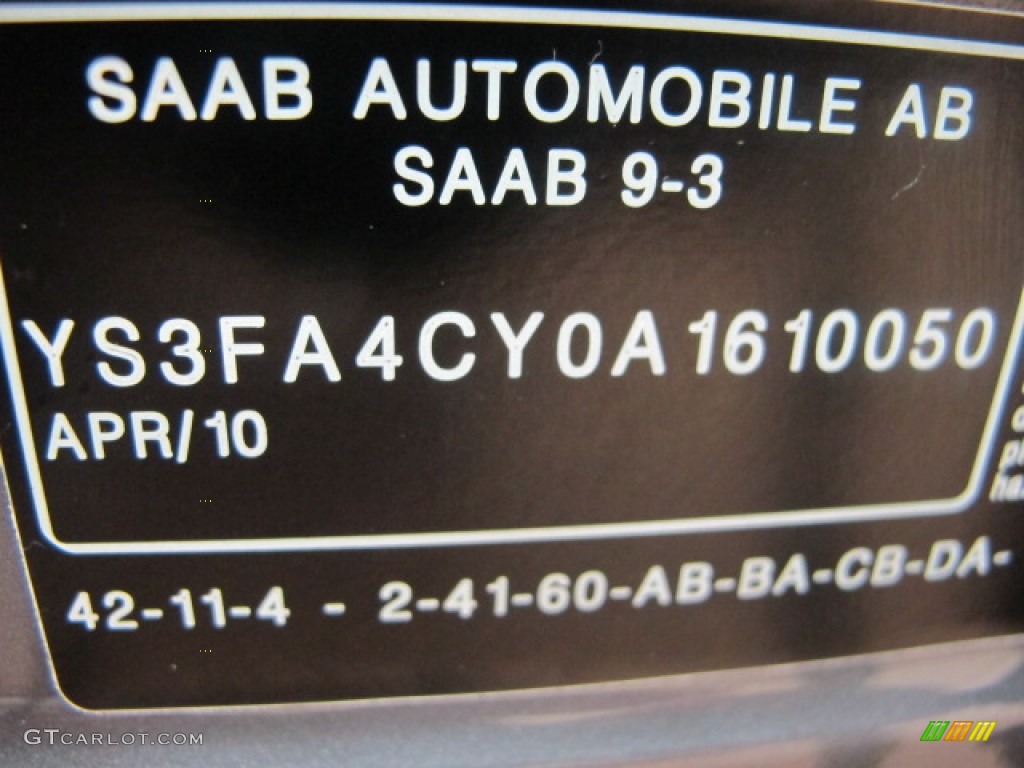 SAAB AUTOMOBILE AB
SAAB 9-3
YS3FA4CY0A1610050
APR/10
42-11-4 - 2-41-60-AB-BA-CB-DA-
GTCARLOT.COM